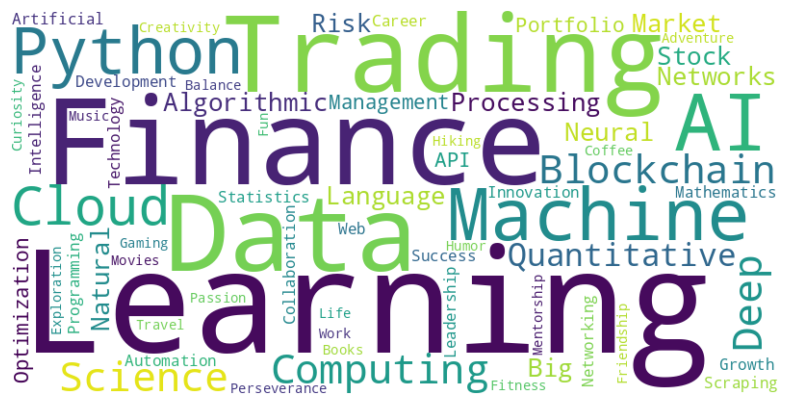 Artificial
Creativity
Python
Trading
Risk
Career
Portfolio
Market
Adventure
Stock
Networks
Development
Balance
Curiosity
Intelligence
Music
Technology
Algorithmic
Management
Processing
Fun
Finance
Hiking
API
Neural
Coffee
AI
Blockchain
Cloud
Data
Statistics
Language
Machine
Innovation
Mathematics
Web
Collaboration
Humor
Success
Quantitative
Optimization
Exploration
Programming
Natural
Gaming
Movies
Learning
Passion
Travel
Life
Work
Books
Leadership
Mentorship
Networking
Friendship
Deep
Automation
Science
Perseverance
Computing
Fitness
Big
Growth
Scraping